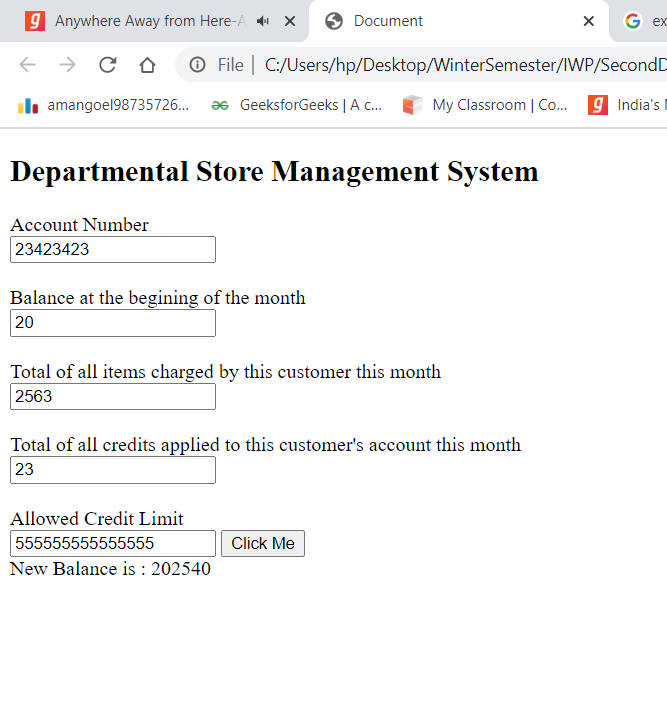 Anywhere Away from Here-A
Document
ex
File | C:/Users/hp/Desktop/WinterSemester/IWP/SecondD
amangoel98735726... GeeksforGeeks | A c... My Classroom | Co... India's
Departmental Store Management System
Account Number
23423423
Balance at the begining of the month
20
Total of all items charged by this customer this month
2563
Total of all credits applied to this customer's account this month
23
Allowed Credit Limit
555555555555555 Click Me
New Balance is : 202540